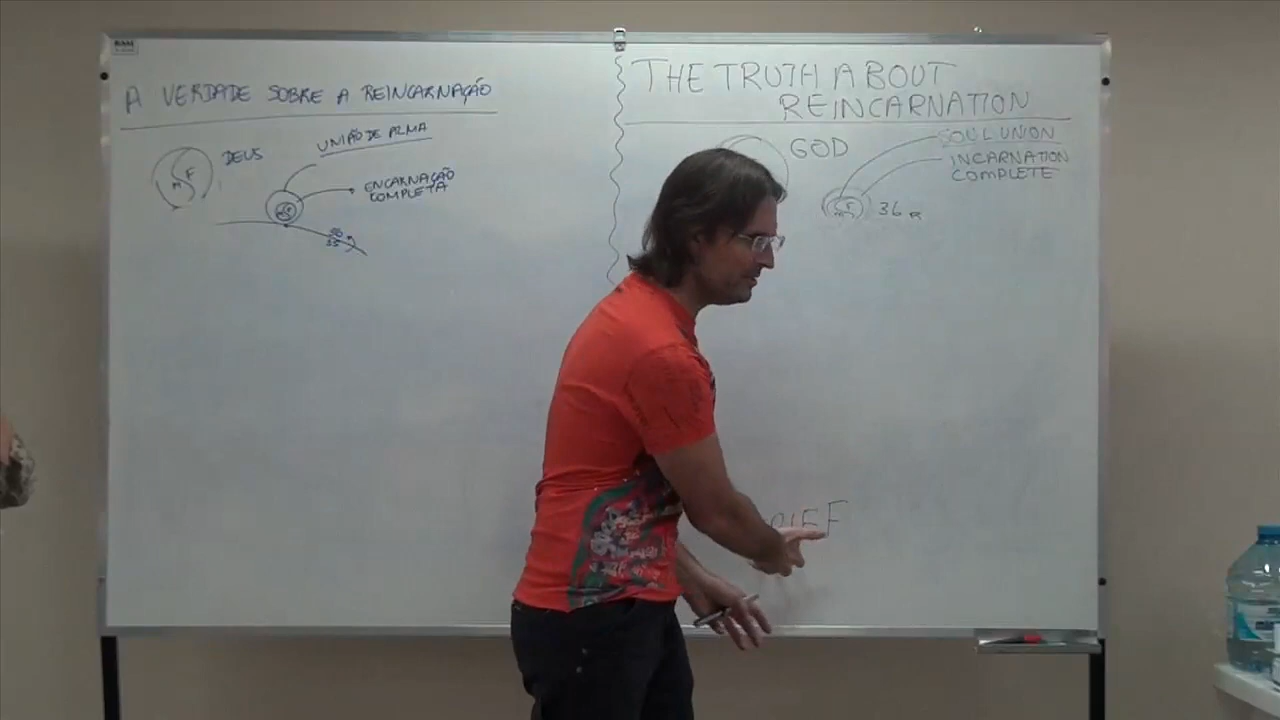 A VERDADE SOBRE A REINCARNAÇÃO
M F
DEUS
UNIÃO DE ALMA
ENCARNAÇÃO
COMPLETA
THE TRUTH ABOUT
REINCARNATION
GOD
SOUL UNION
INCARNATION
COMPLETE
F
36